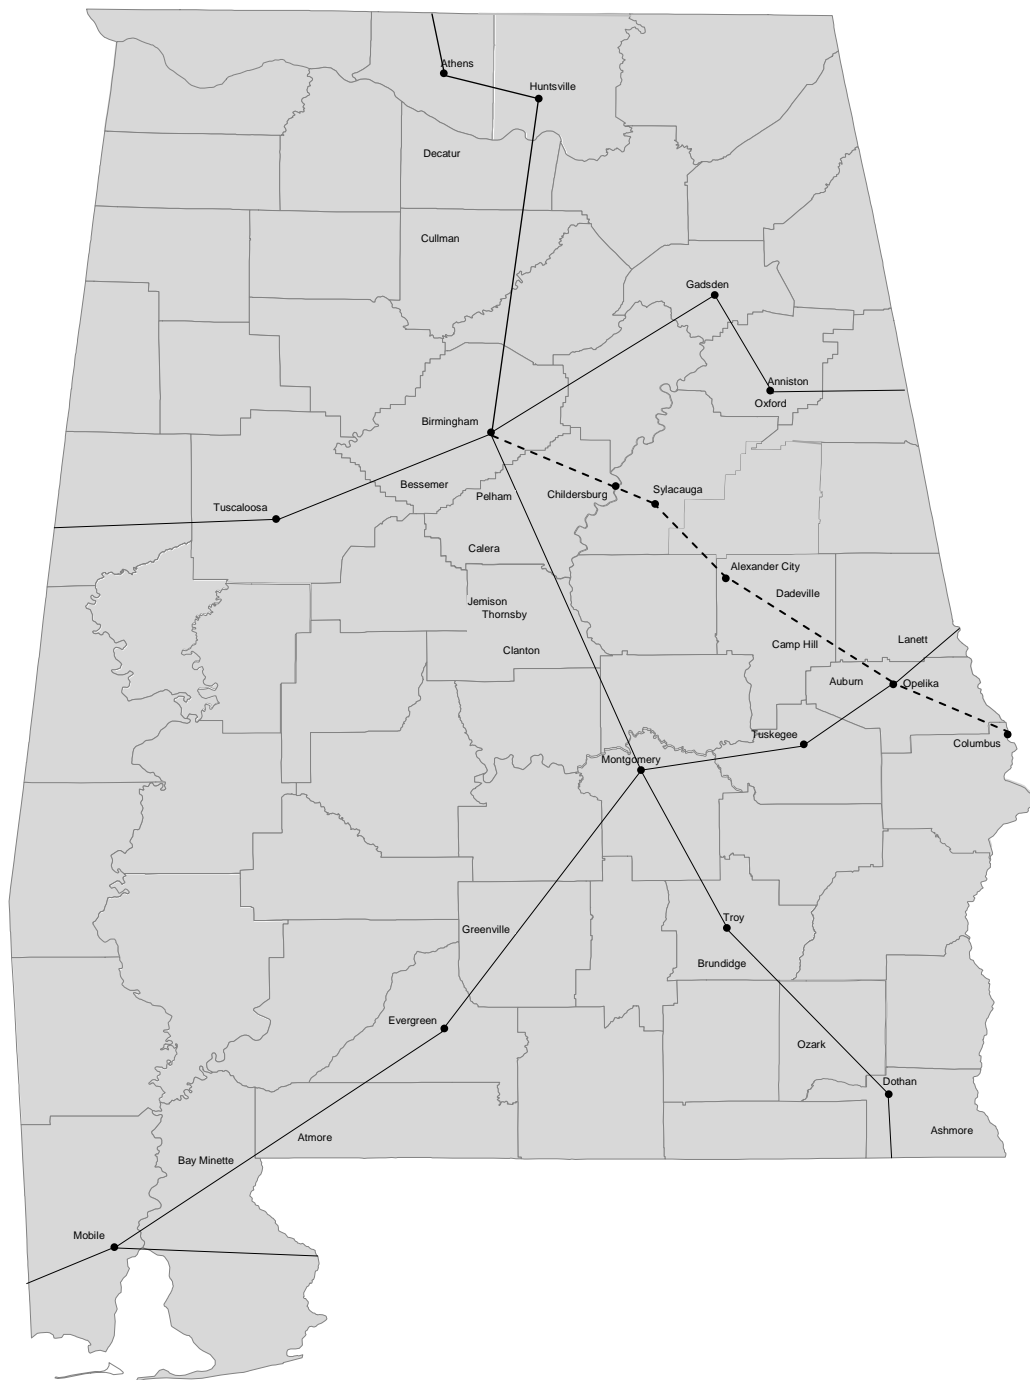 Athens
Huntsville
Decatur
Cullman
Gadsden
Anniston
Oxford
Birmingham
Bessemer
Pelham
Childersburg
Sylacauga
Tuscaloosa
Calera
Alexander City
Dadeville
Jemison
Thornsby
Camp Hill
Lanett
Clanton
Auburn
Opelika
Tuskegee
Columbus
Montgomery
Troy
Greenville
Brundidge
Evergreen
Ozark
Dothan
Ashmore
Atmore
Bay Minette
Mobile